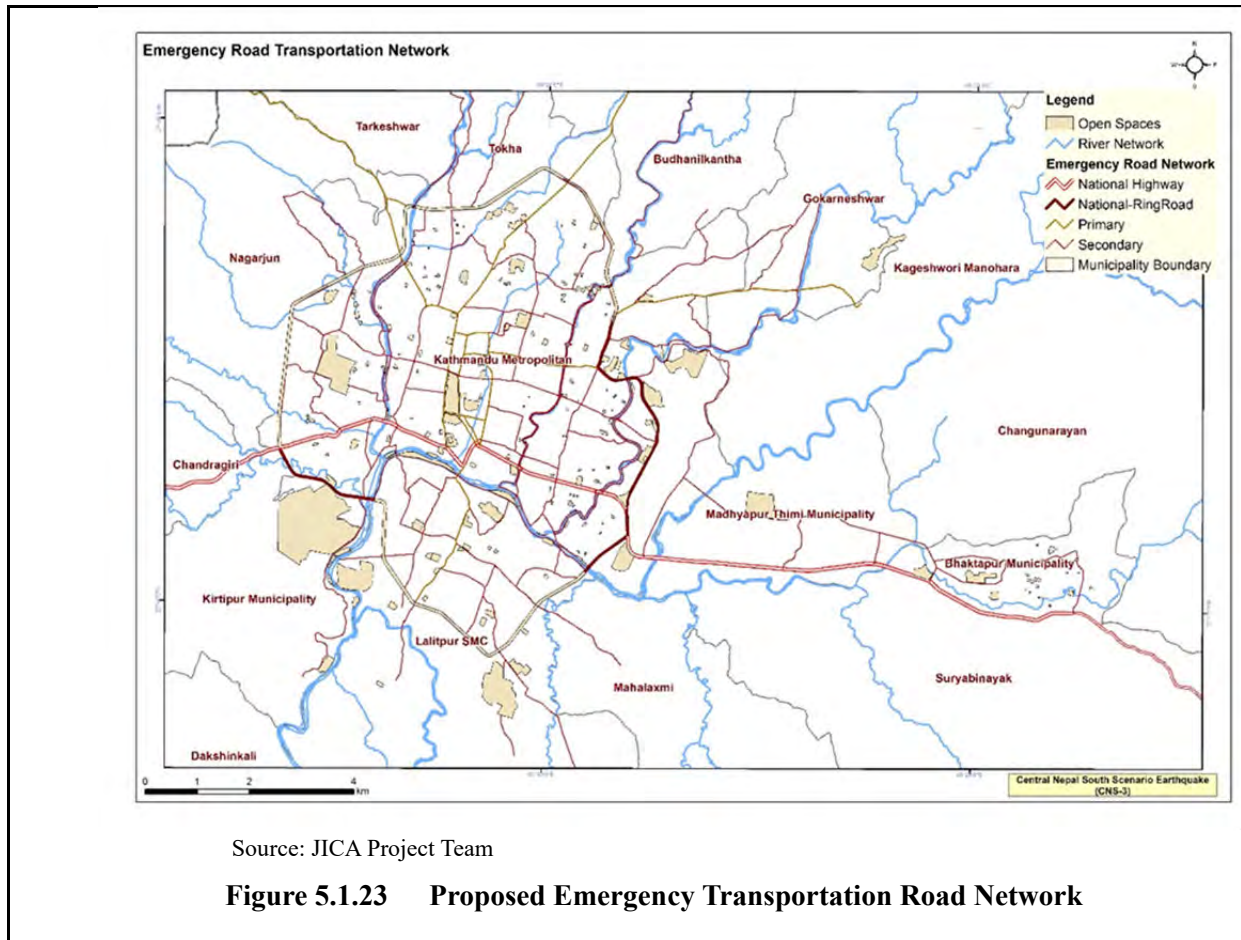 Emergency Road Transportation Network
N
Legend
Open Spaces
River Network
Emergency Road Network
National Highway
National-RingRoad
Primary
Secondary
Municipality Boundary
Tarkeshwar
Tokha
Budhanilkantha
Gokarneshwar
Nagarjun
Kageshwori Manohara
Kathmandu Metropolitan
Changunarayan
Chandragiri
Madhyapur Thimi Municipality
Bhaktapur Municipality
Kirtipur Municipality
Lalitpur SMC
Mahalaxmi
Suryabinayak
Dakshinkali
0 1 2 4
km
Central Nepal South Scenario Earthquake
(CNS-3)
Source: JICA Project Team
Figure 5.1.23 Proposed Emergency Transportation Road Network